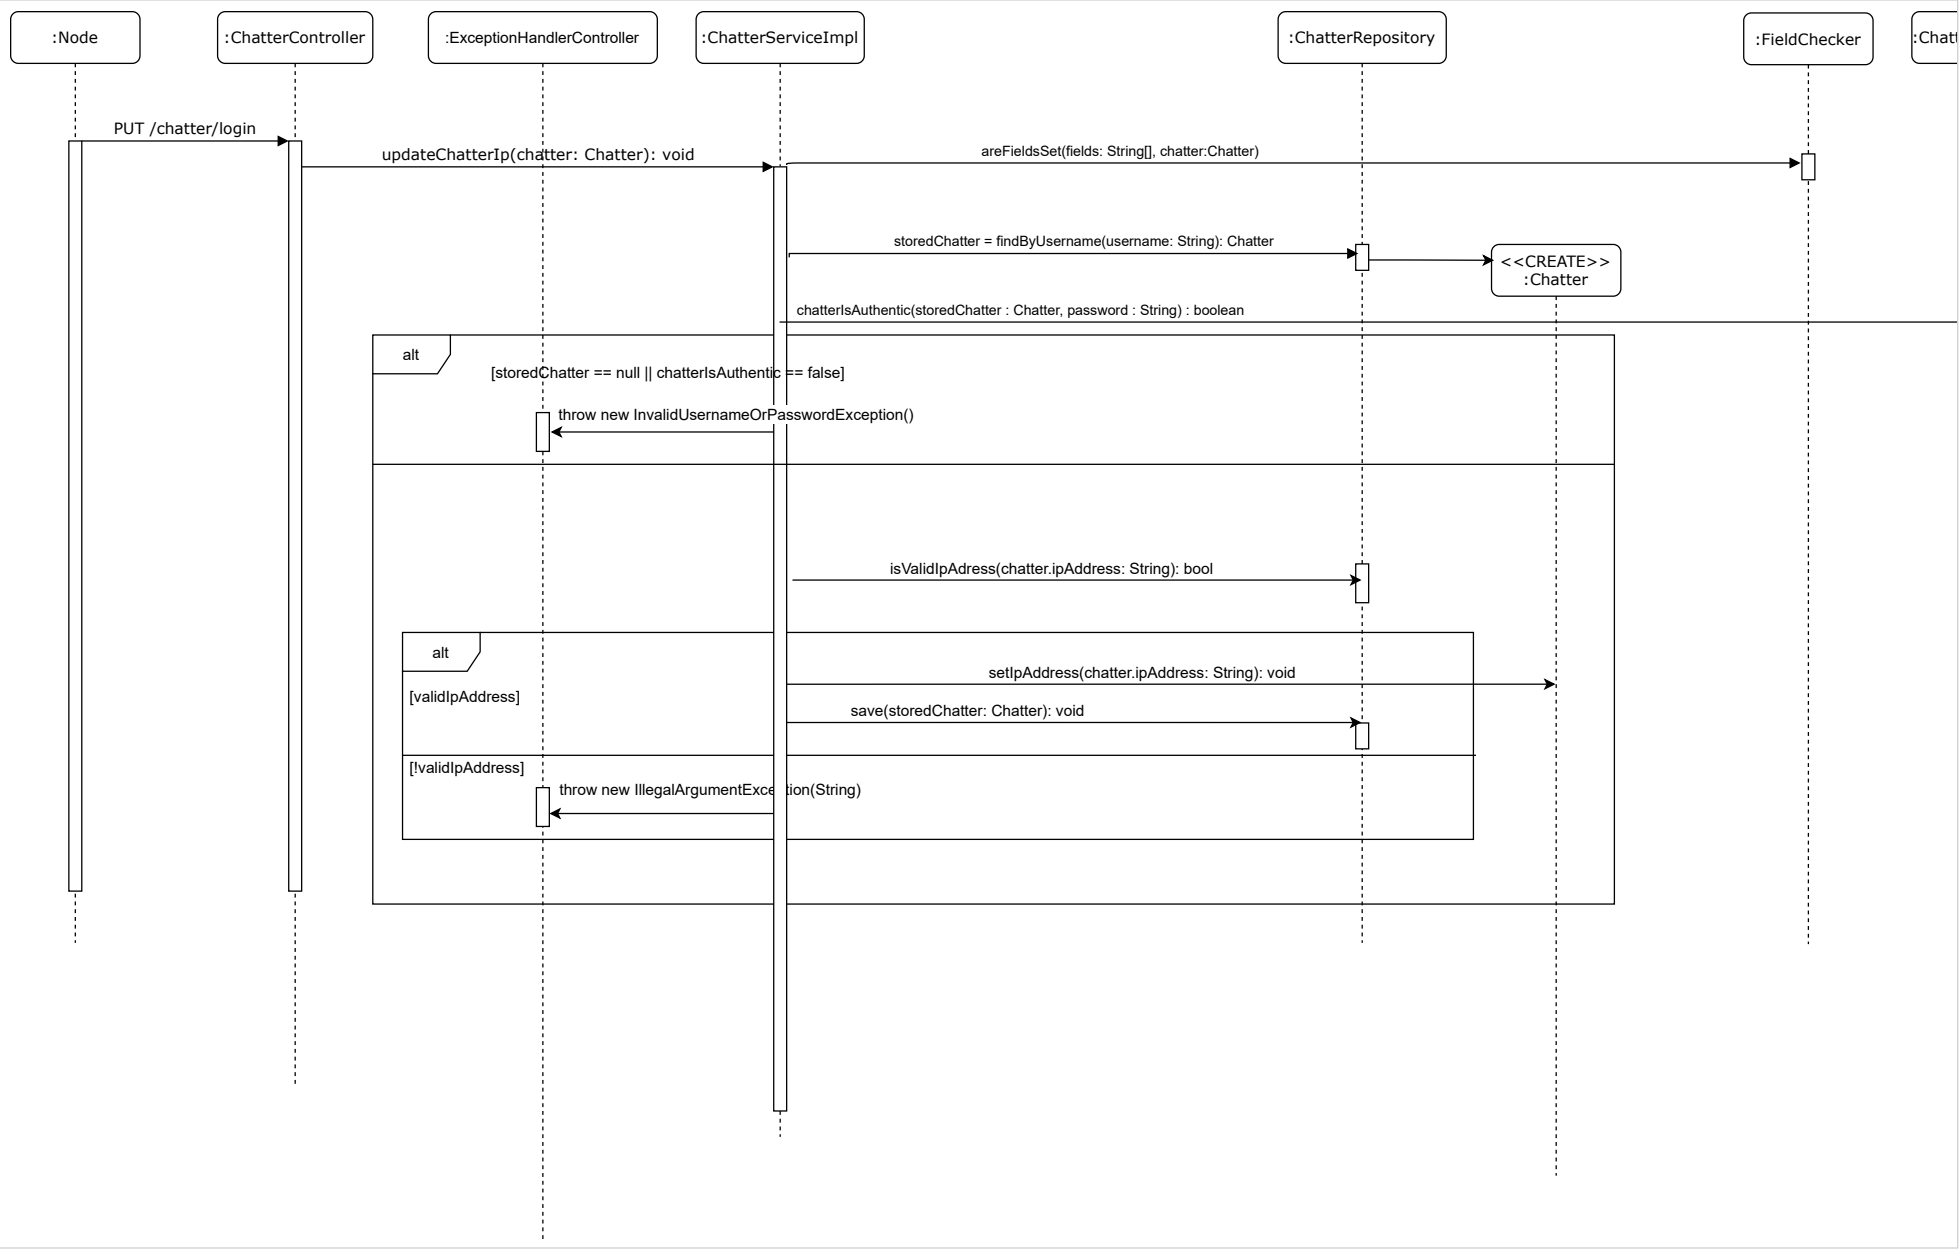 :Node
:ChatterController
:ExceptionHandlerController
:ChatterServiceImpl
:ChatterRepository
:FieldChecker
:Chatt
PUT /chatter/login
updateChatterIp(chatter: Chatter): void
areFieldsSet(fields: String[], chatter:Chatter)
storedChatter = findByUsername(username: String): Chatter
<<CREATE>>
:Chatter
chatterIsAuthentic(storedChatter : Chatter, password : String) : boolean
alt
[storedChatter == null || chatterIsAuthentic == false]
throw new InvalidUsernameOrPasswordException()
isValidIpAdress(chatter.ipAddress: String): bool
alt
setIpAddress(chatter.ipAddress: String): void
[validIpAddress]
save(storedChatter: Chatter): void
[!validIpAddress]
throw new IllegalArgumentException(String)